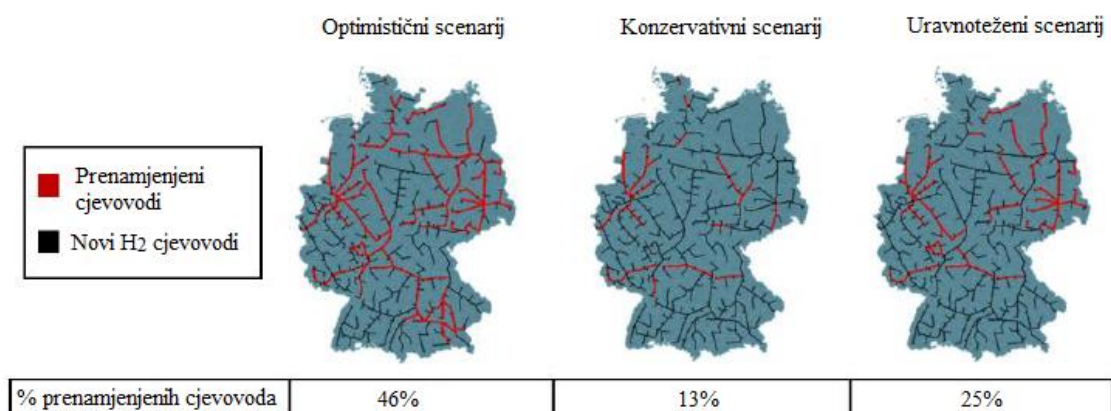 Optimistični scenarij
Konzervativni scenarij
Uravnoteženi scenarij
Prenamjenjeni
cjevovodi
Novi H2 cjevovodi
% prenamjenjenih cjevovoda
46%
13%
25%